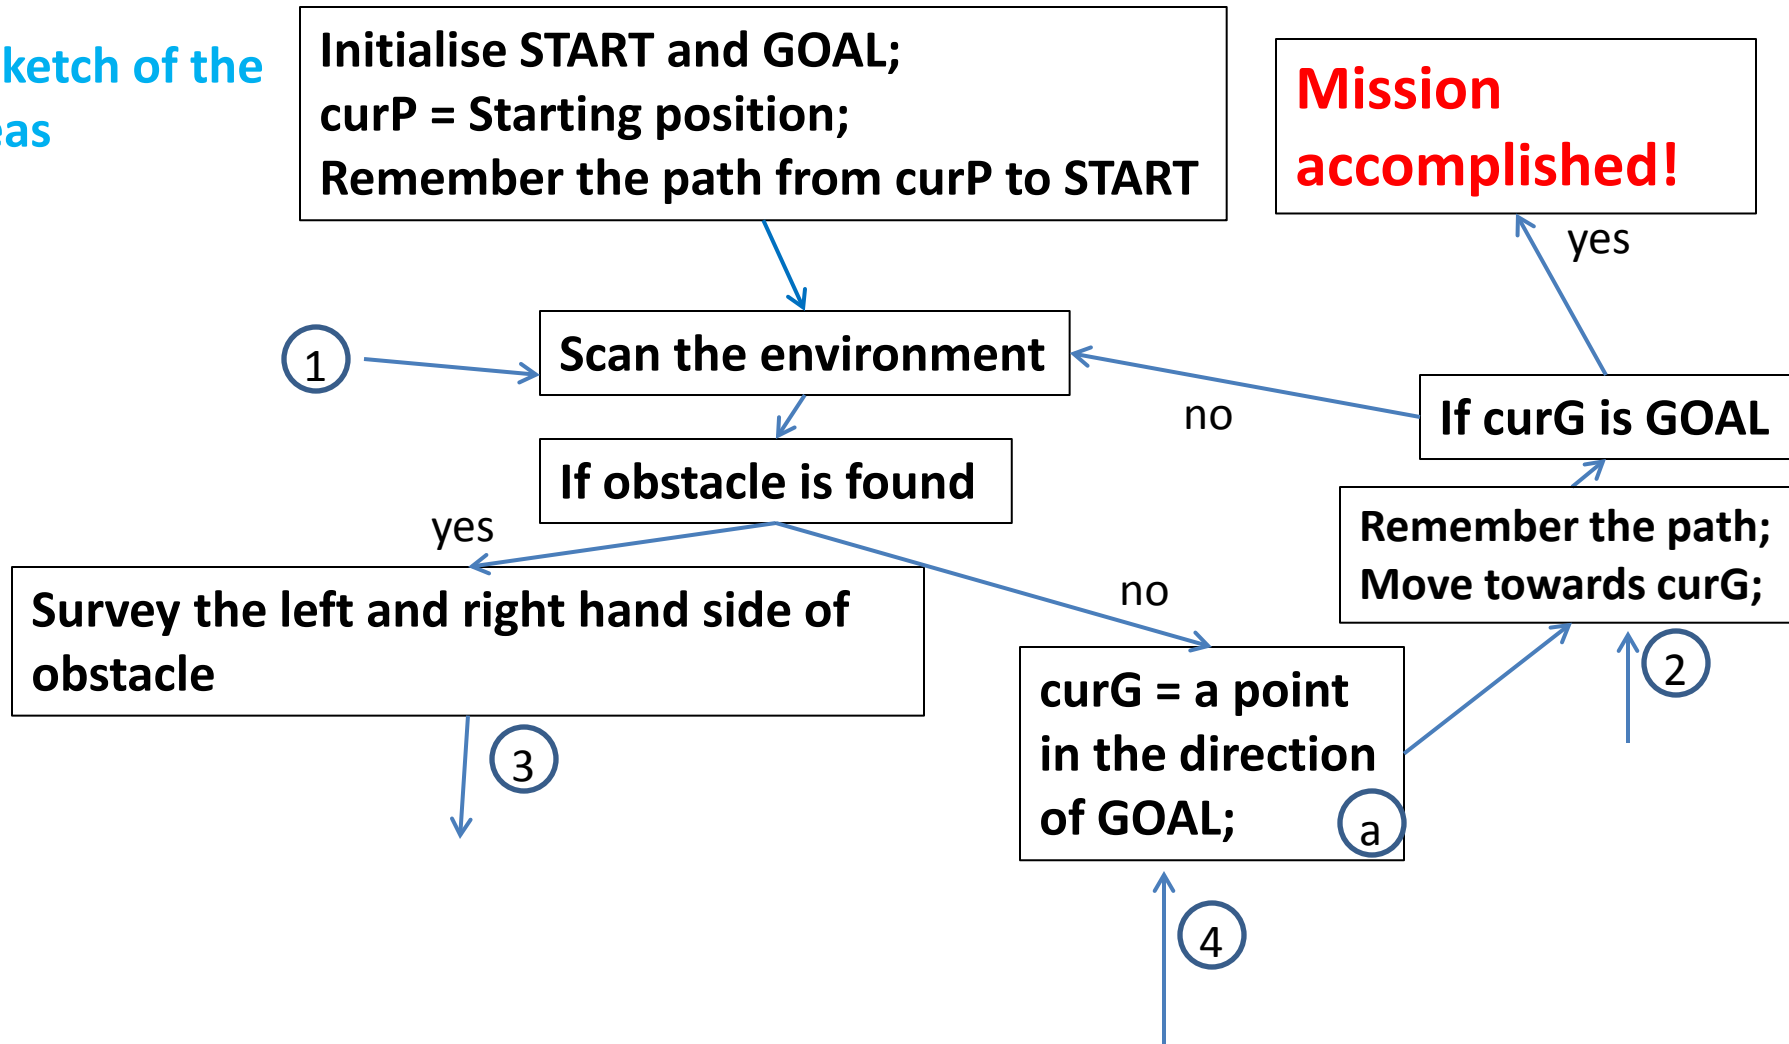 ketch of the
eas
Initialise START and GOAL;
curP = Starting position;
Remember the path from curP to START
Mission
accomplished!
yes
1
Scan the environment
no
If curG is GOAL
If obstacle is found
yes
Remember the path;
Move towards curG;
Survey the left and right hand side of
obstacle
no
2
curG = a point
in the direction
of GOAL;
a
3
4